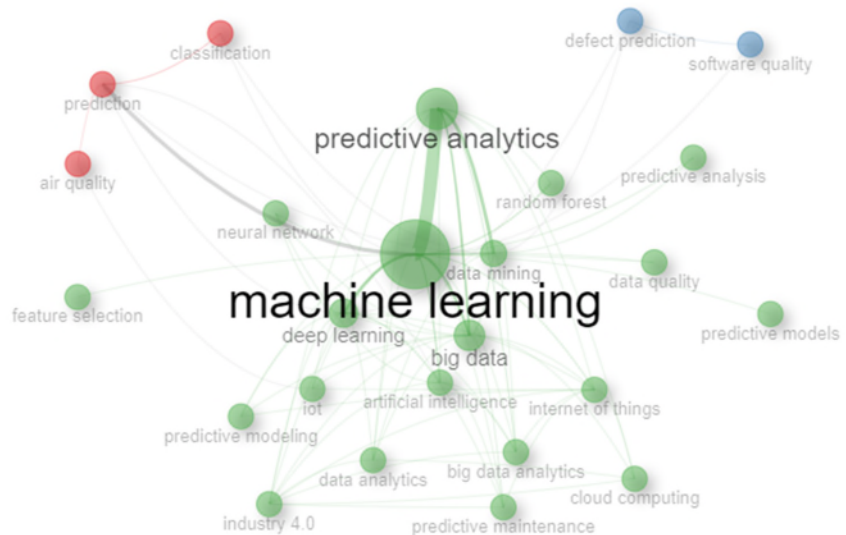 classification
defect prediction
software quality
prediction
predictive analytics
air quality
predictive analysis
random forest
neural network
data mining
data quality
machine learning
feature selection
deep learning
predictive models
big data
iot
artificial intelligence
internet of things
predictive modeling
data analytics
big data analytics
cloud computing
industry 4.0
predictive maintenance